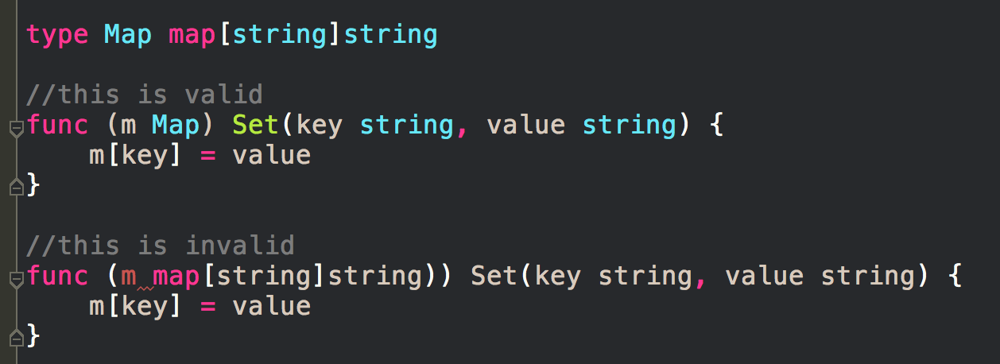 type Map map[string]string
//this is valid
func (m Map) Set(key string, value string) {
    m[key] = value
}
//this is invalid
func (m map[string]string)) Set(key string, value string) {
    m[key] = value
}